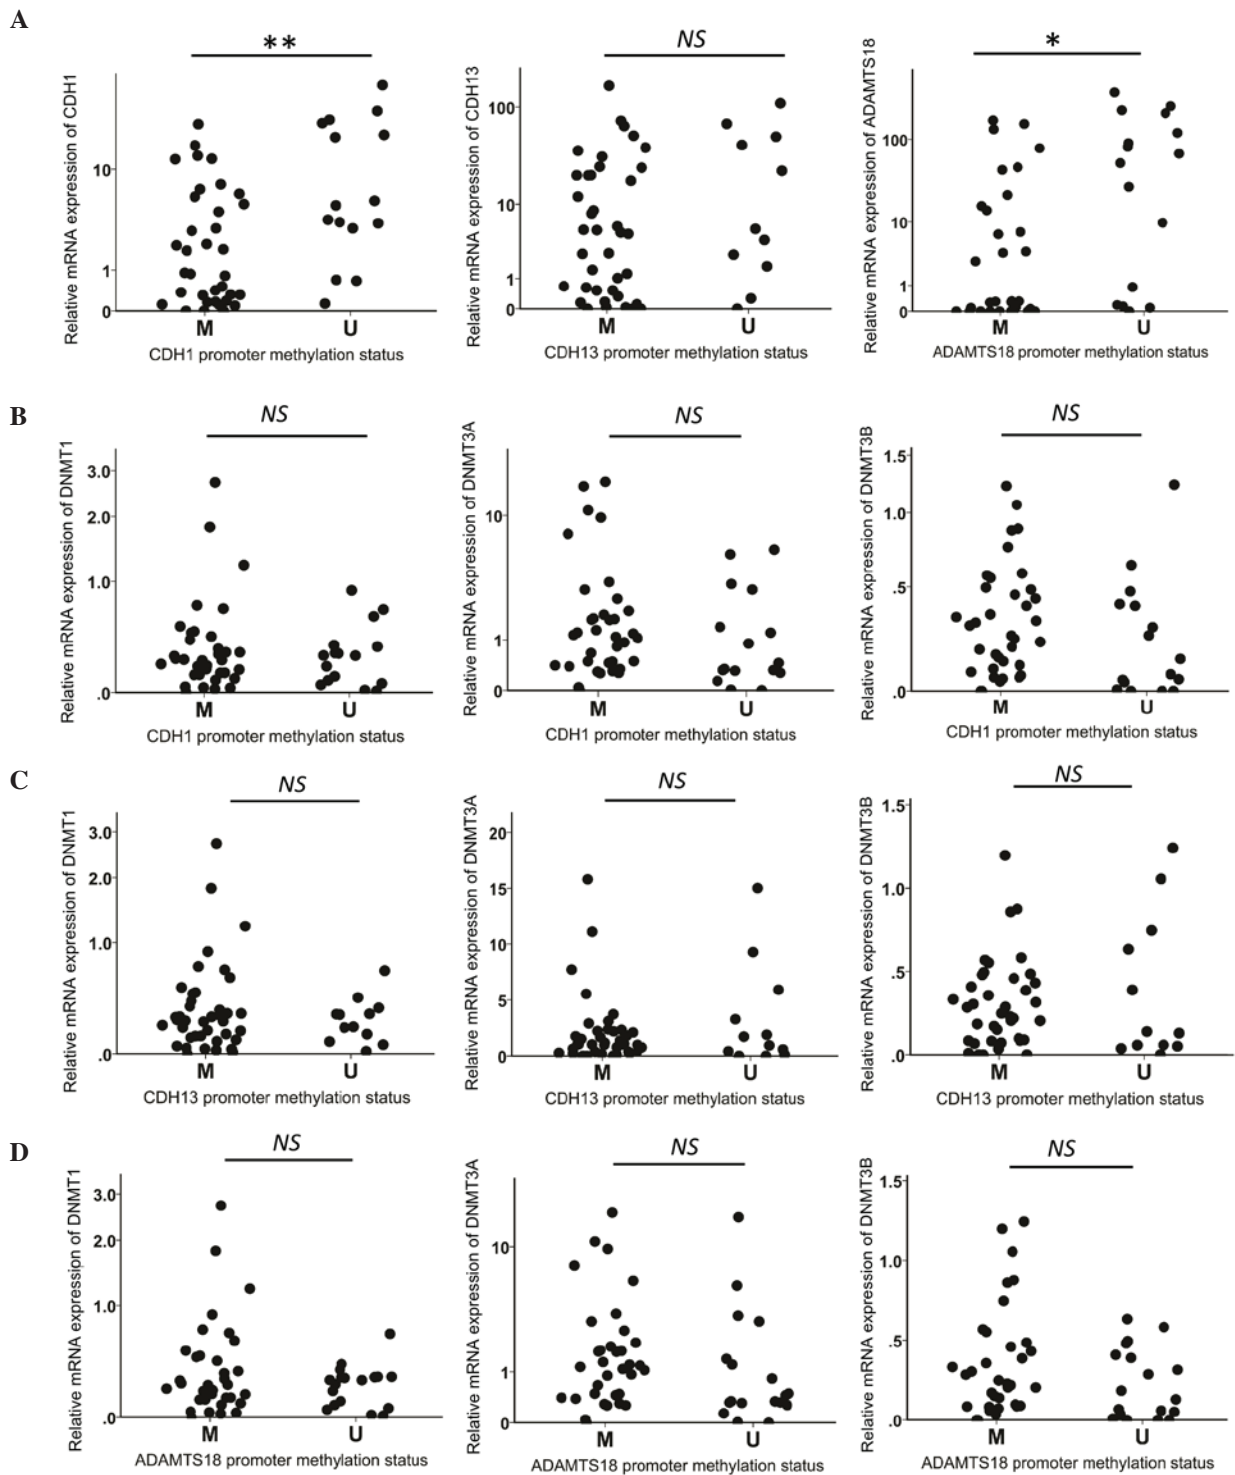 A
**
NS
*
Relative mRNA expression of CDH1
10
1
0
M
U
CDH1 promoter methylation status
Relative mRNA expression of CDH13
100
10
1
0
M
U
CDH13 promoter methylation status
Relative mRNA expression of ADAMTS18
100
10
1
0
M
U
ADAMTS18 promoter methylation status
B
NS
NS
NS
Relative mRNA expression of DNMT1
3.0
2.0
1.0
.0
M
U
CDH1 promoter methylation status
Relative mRNA expression of DNMT3A
10
1
0
M
U
CDH1 promoter methylation status
Relative mRNA expression of DNMT3B
1.5
1.0
.5
.0
M
U
CDH1 promoter methylation status
C
NS
NS
NS
Relative mRNA expression of DNMT1
3.0
2.0
1.0
.0
M
U
CDH13 promoter methylation status
Relative mRNA expression of DNMT3A
20
15
10
5
0
M
U
CDH13 promoter methylation status
Relative mRNA expression of DNMT3B
1.5
1.0
.5
.0
M
U
CDH13 promoter methylation status
D
NS
NS
NS
Relative mRNA expression of DNMT1
3.0
2.0
1.0
.0
M
U
ADAMTS18 promoter methylation status
Relative mRNA expression of DNMT3A
10
1
0
M
U
ADAMTS18 promoter methylation status
Relative mRNA expression of DNMT3B
1.5
1.0
.5
.0
M
U
ADAMTS18 promoter methylation status